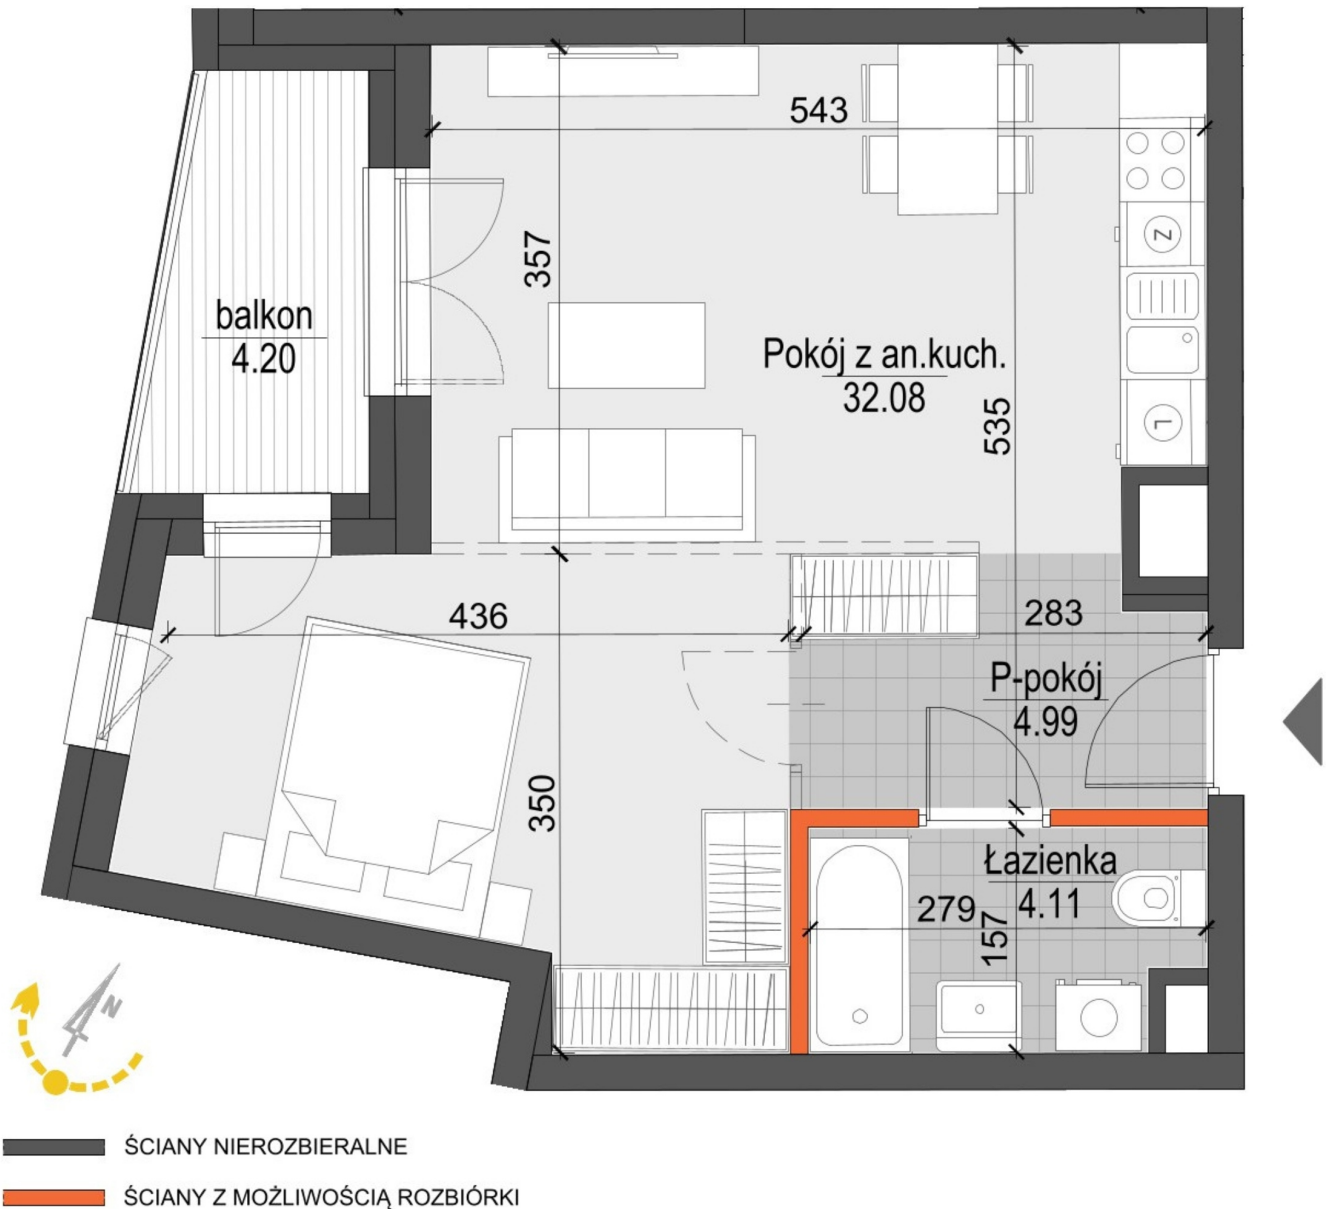 543
357
balkon
4.20
Z
Pokój z an.kuch.
32.08
535
L
436
283
P-pokój
4.99
350
Łazienka
4.11
279
157
N
ŚCIANY NIEROZBIERALNE
ŚCIANY Z MOŻLIWOŚCIĄ ROZBIÓRKI